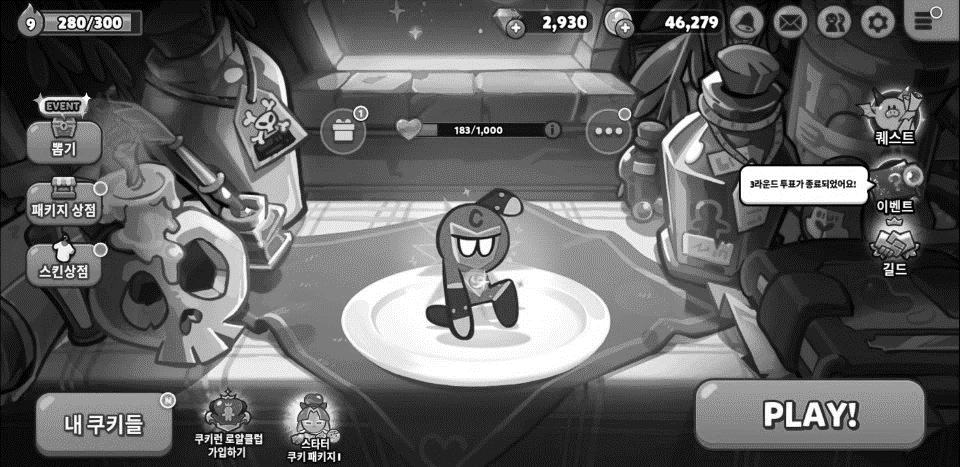 9
280/300
2,930
46,279
EVENT
뽑기
1
183/1,000
i
퀘스트
패키지 상점
3라운드 투표가 종료되었어요!
이벤트
스킨상점
길드
C
내 쿠키들
N
쿠키런 로얄클럽
가입하기
스타터
쿠키 패키지!
PLAY!